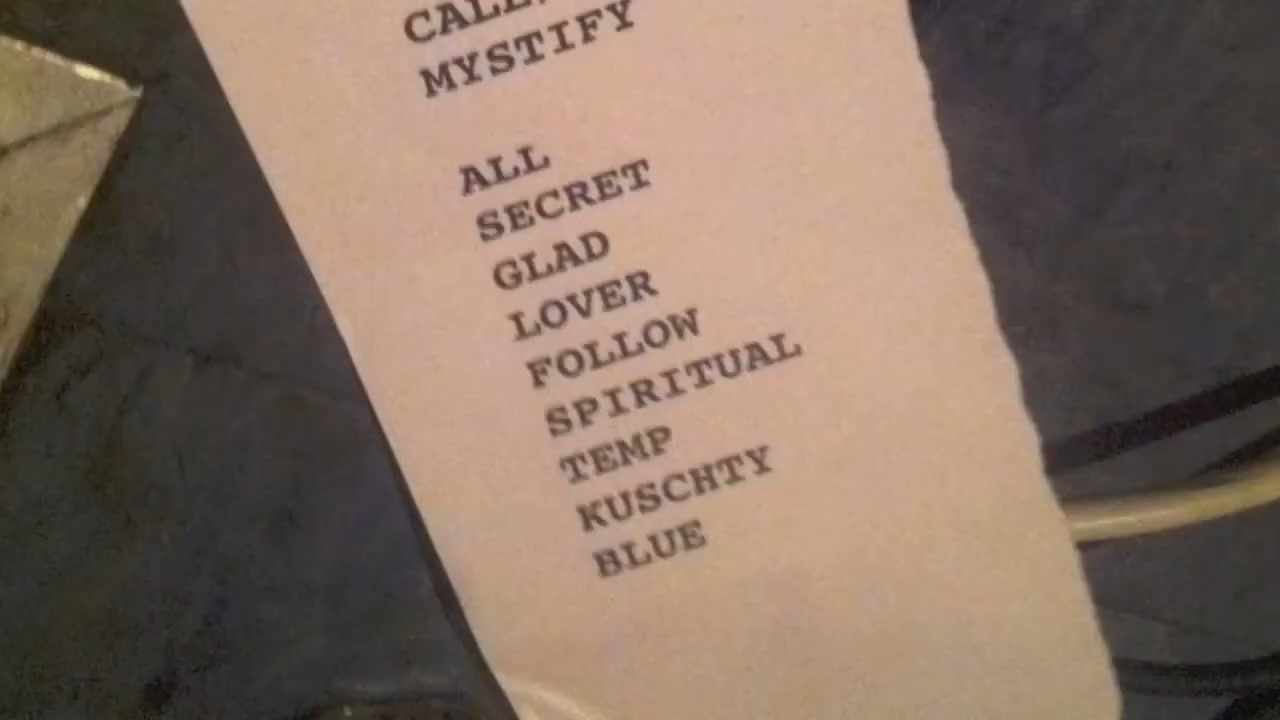 MYSTIFY
ALL
SECRET
GLAD
LOVER
FOLLOW
SPIRITUAL
TEMP
KUSCHTY
BLUE